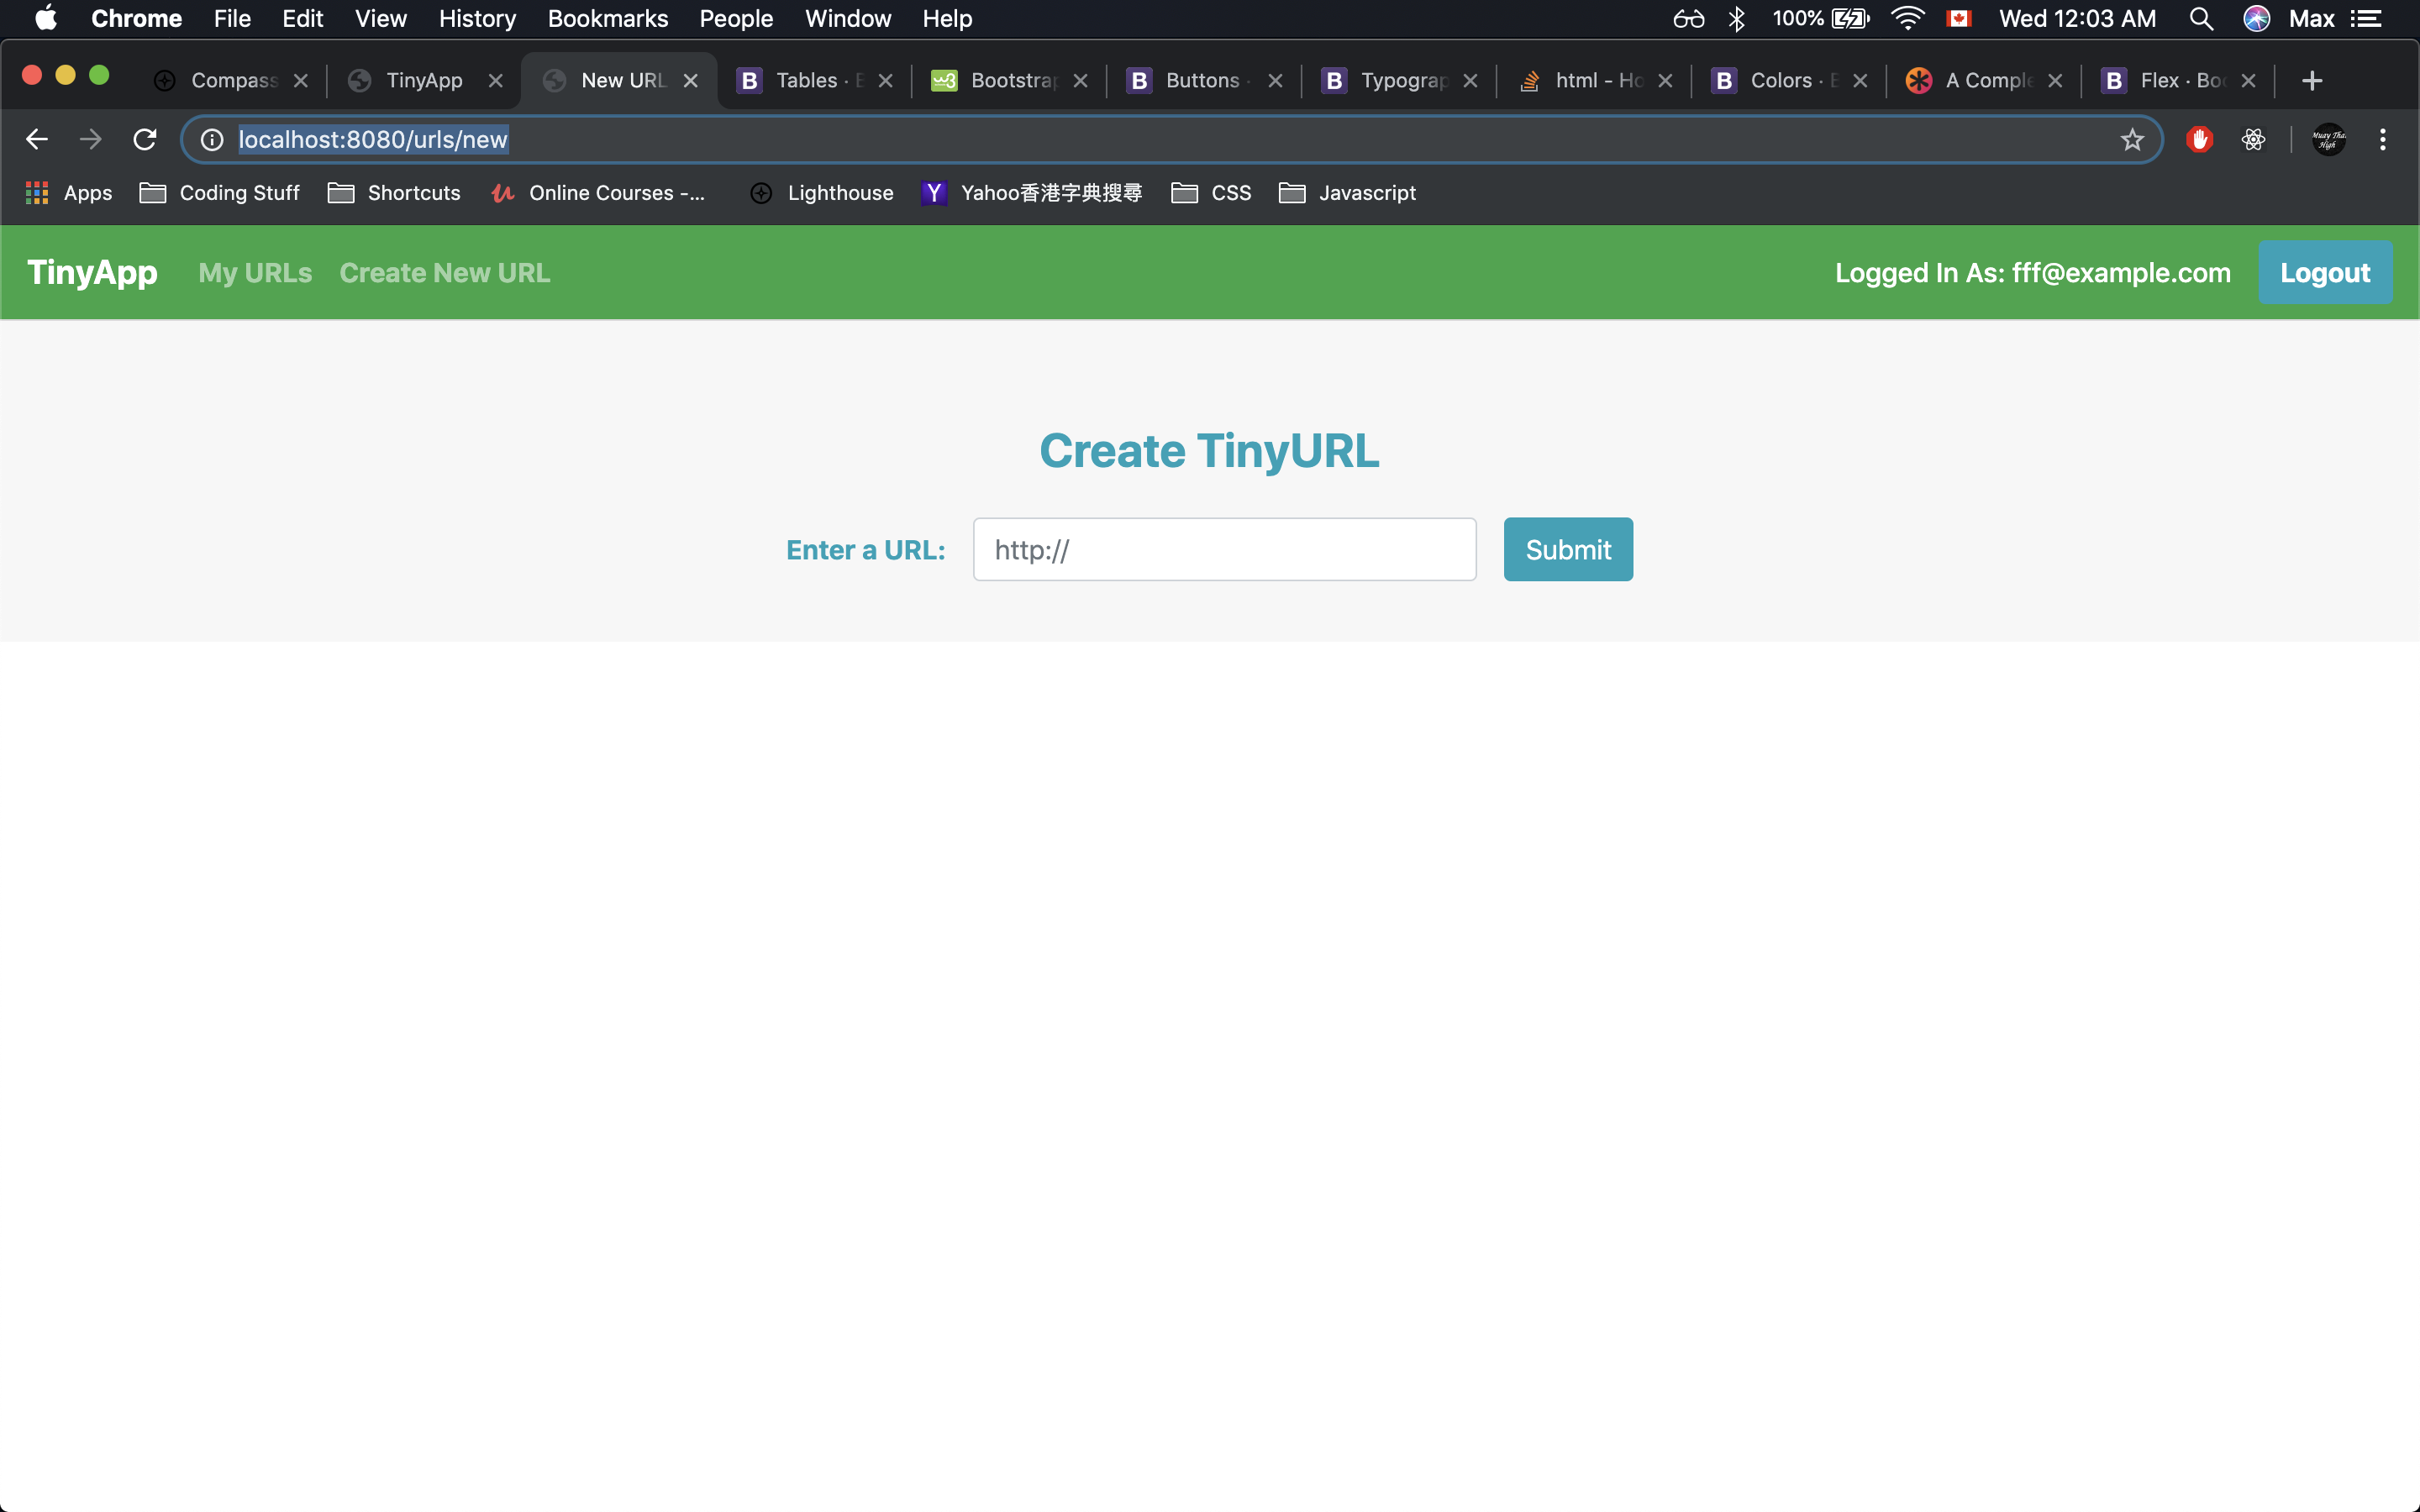 Chrome File Edit View History Bookmarks People Window Help 100% Wed 12:03 AM Max
Compass TinyApp New URL Tables · Bootstrap Buttons · Typograp html - Ho Colors · A Comple Flex · Boo
localhost:8080/urls/new
Apps Coding Stuff Shortcuts Online Courses -... Lighthouse Yahoo香港字典搜尋 CSS Javascript
TinyApp My URLs Create New URL Logged In As: fff@example.com Logout
Create TinyURL
Enter a URL: http:// Submit